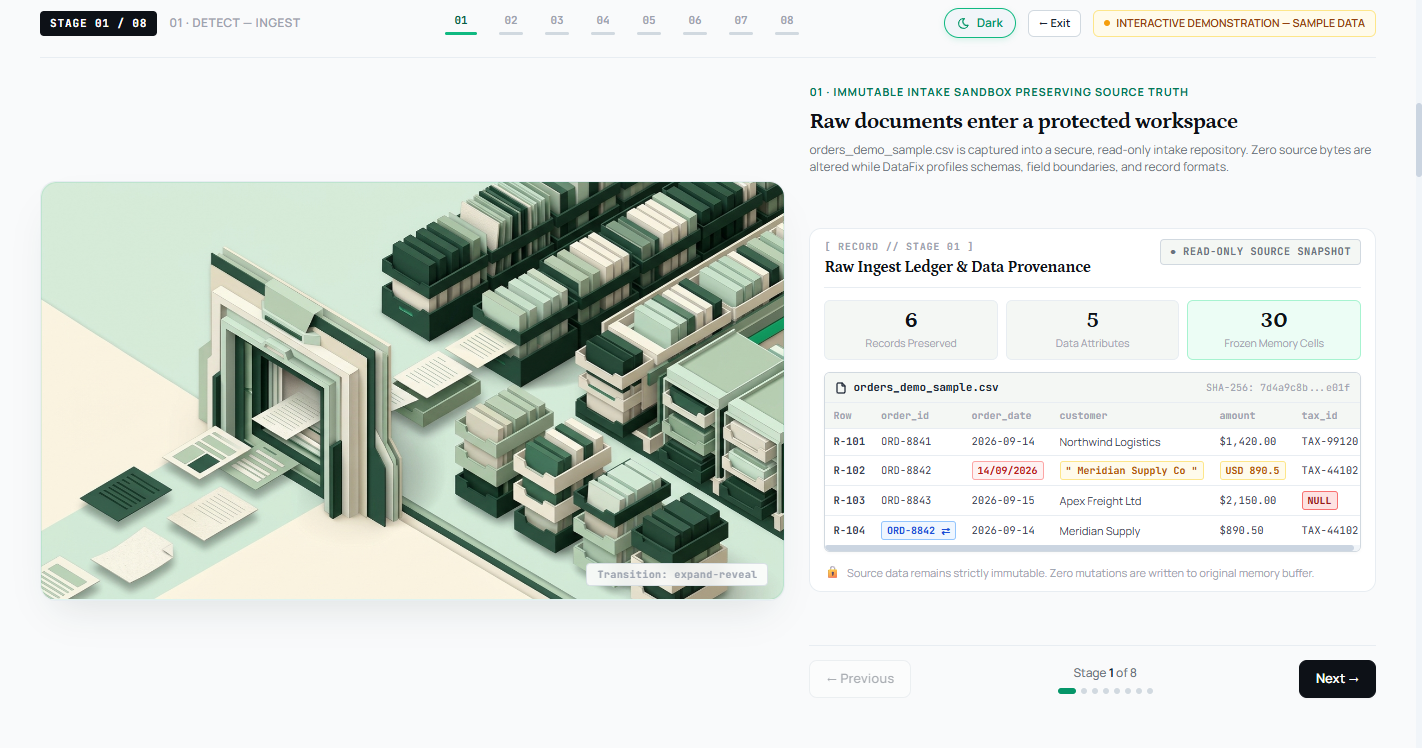 STAGE 01 / 08
01 · DETECT — INGEST
01 02 03 04 05 06 07 08
Dark
← Exit
INTERACTIVE DEMONSTRATION — SAMPLE DATA
01 · IMMUTABLE INTAKE SANDBOX PRESERVING SOURCE TRUTH
Raw documents enter a protected workspace
orders_demo_sample.csv is captured into a secure, read-only intake repository. Zero source bytes are
altered while DataFix profiles schemas, field boundaries, and record formats.
[ RECORD // STAGE 01 ]
Raw Ingest Ledger & Data Provenance
● READ-ONLY SOURCE SNAPSHOT
6
Records Preserved
5
Data Attributes
30
Frozen Memory Cells
orders_demo_sample.csv
SHA-256: 7d4a9c8b...e01f
Row order_id order_date customer amount tax_id
R-101 ORD-8841 2026-09-14 Northwind Logistics $1,420.00 TAX-99120
R-102 ORD-8842 14/09/2026 " Meridian Supply Co " USD 890.5 TAX-44102
R-103 ORD-8843 2026-09-15 Apex Freight Ltd $2,150.00 NULL
R-104 ORD-8842 ⇄ 2026-09-14 Meridian Supply $890.50 TAX-44102
🔒 Source data remains strictly immutable. Zero mutations are written to original memory buffer.
Transition: expand-reveal
← Previous
Stage 1 of 8
Next →